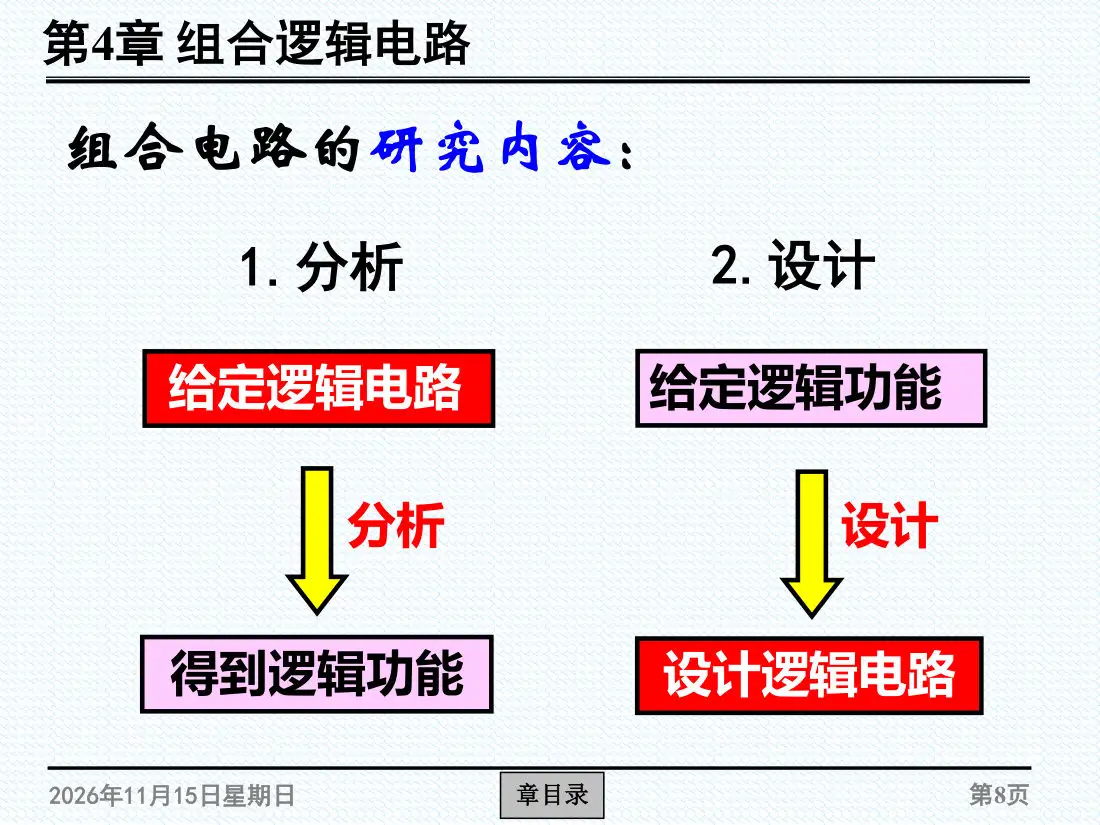 第4章 组合逻辑电路
组合电路的研究内容：
1.分析
2.设计
给定逻辑电路
分析
得到逻辑功能
给定逻辑功能
设计
设计逻辑电路
2026年11月15日星期日
章目录
第8页